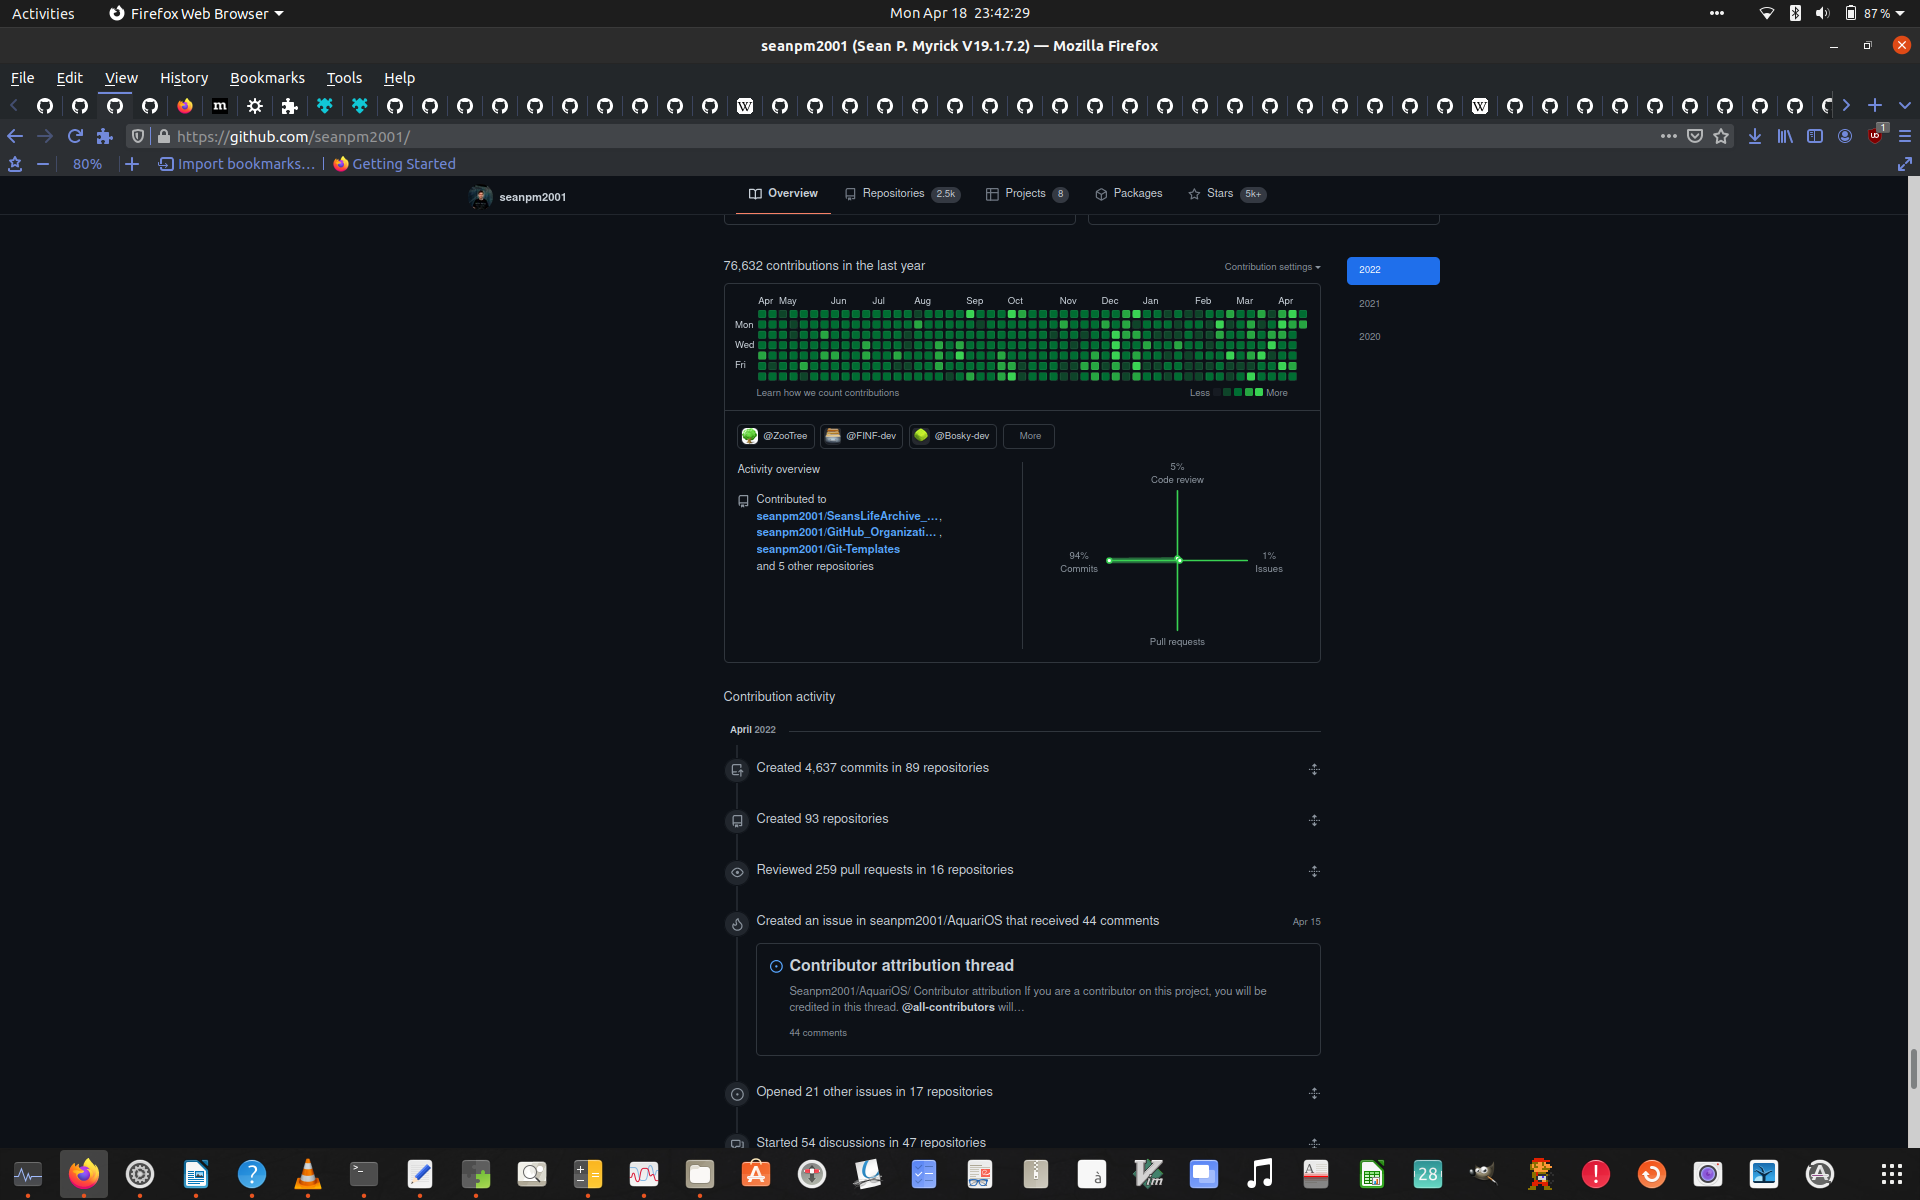 Activities
Firefox Web Browser
Mon Apr 18 23:42:29
87 %
seanpm2001 (Sean P. Myrick V19.1.7.2) — Mozilla Firefox
File Edit View History Bookmarks Tools Help
https://github.com/seanpm2001/
1
80%
Import bookmarks...
Getting Started
seanpm2001
Overview
Repositories 2.5k
Projects 8
Packages
Stars 5k+
76,632 contributions in the last year
Contribution settings
2022
2021
2020
Apr May Jun Jul Aug Sep Oct Nov Dec Jan Feb Mar Apr
Mon
Wed
Fri
Learn how we count contributions
Less
More
@ZooTree
@FINF-dev
@Bosky-dev
More
Activity overview
Contributed to
seanpm2001/SeansLifeArchive_… ,
seanpm2001/GitHub_Organizati… ,
seanpm2001/Git-Templates
and 5 other repositories
5%
Code review
94%
Commits
1%
Issues
Pull requests
Contribution activity
April 2022
Created 4,637 commits in 89 repositories
Created 93 repositories
Reviewed 259 pull requests in 16 repositories
Created an issue in seanpm2001/AquariOS that received 44 comments
Apr 15
Contributor attribution thread
Seanpm2001/AquariOS/ Contributor attribution If you are a contributor on this project, you will be
credited in this thread. @all-contributors will…
44 comments
Opened 21 other issues in 17 repositories
Started 54 discussions in 47 repositories
28